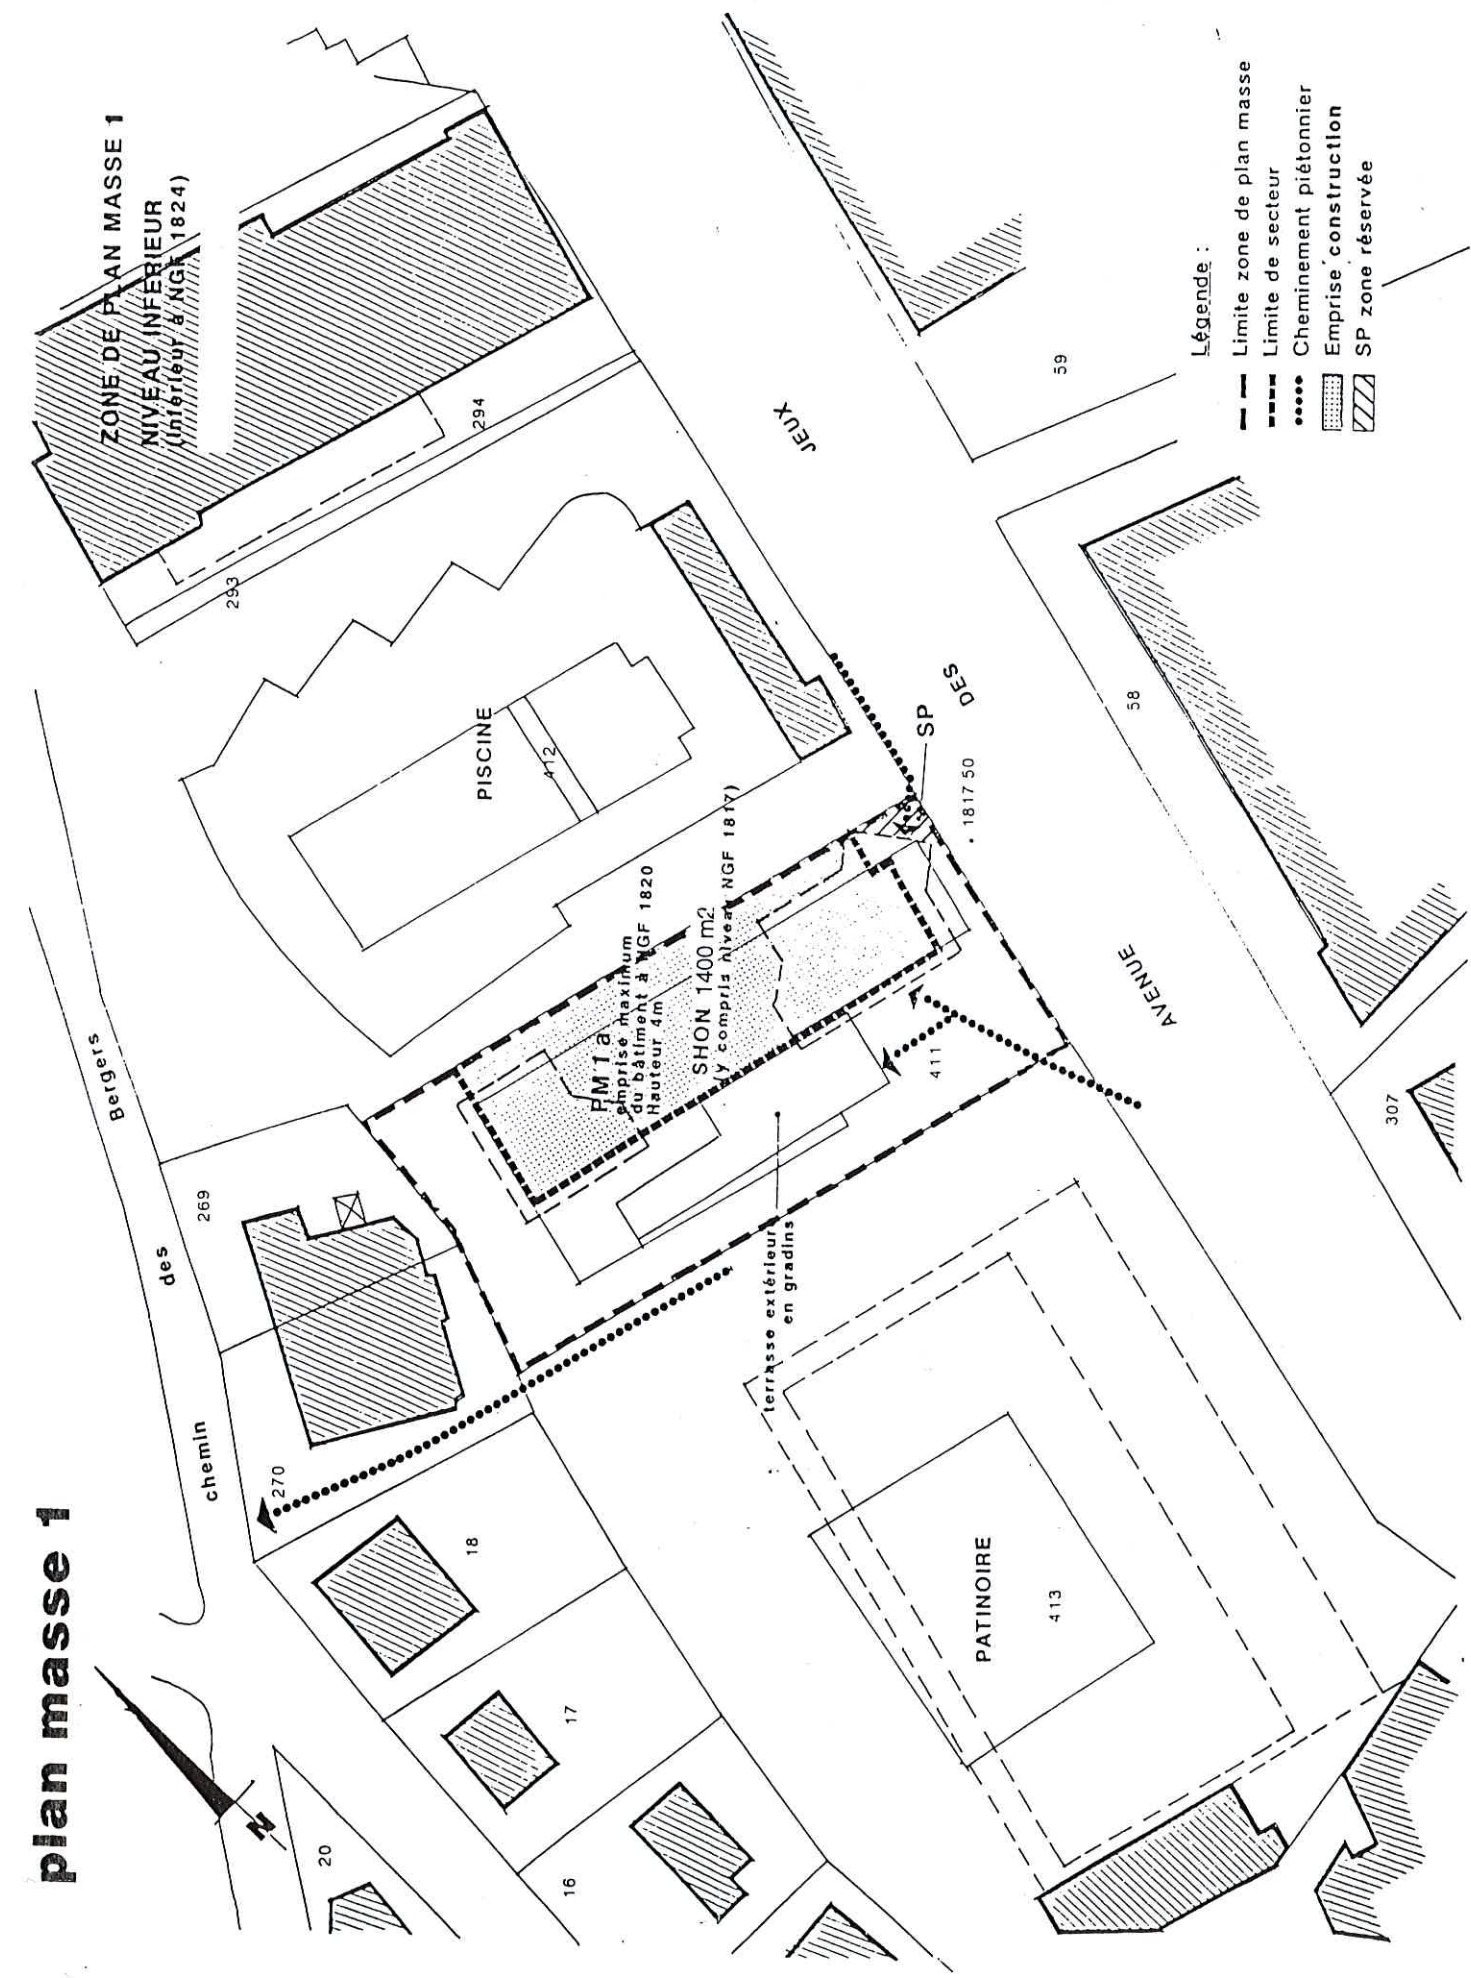 plan masse 1
ZONE DE PLAN MASSE 1
NIVEAU INFERIEUR
(Inférieur à NGF 1824)
chemin des Bergers
269
270
293
294
PISCINE
412
PM1a
emprise maximum
du bâtiment à NGF 1820
Hauteur 4m
SHON 1400 m2
(y compris niveau NGF 1817)
SP
1817 50
411
terrasse extérieure
en gradins
AVENUE DES JEUX
PATINOIRE
413
N
20
18
17
16
58
59
307
Légende :
Limite zone de plan masse
Limite de secteur
Cheminement piétonnier
Emprise construction
SP zone réservée